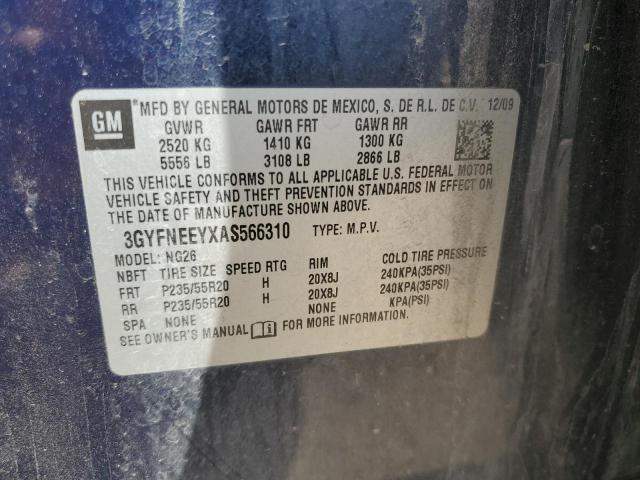 GM
MFD BY GENERAL MOTORS DE MEXICO, S. DE R.L. DE C.V. 12/09
GVWR GAWR FRT GAWR RR
2520 KG 1410 KG 1300 KG
5556 LB 3108 LB 2866 LB
THIS VEHICLE CONFORMS TO ALL APPLICABLE U.S. FEDERAL MOTOR
VEHICLE SAFETY AND THEFT PREVENTION STANDARDS IN EFFECT ON
THE DATE OF MANUFACTURE SHOWN ABOVE.
3GYFNEEYXAS566310 TYPE: M.P.V.
MODEL: NG26
NBFT TIRE SIZE SPEED RTG RIM COLD TIRE PRESSURE
FRT P235/55R20 H 20X8J 240KPA(35PSI)
RR P235/55R20 H 20X8J 240KPA(35PSI)
SPA NONE NONE KPA(PSI)
SEE OWNER'S MANUAL FOR MORE INFORMATION.